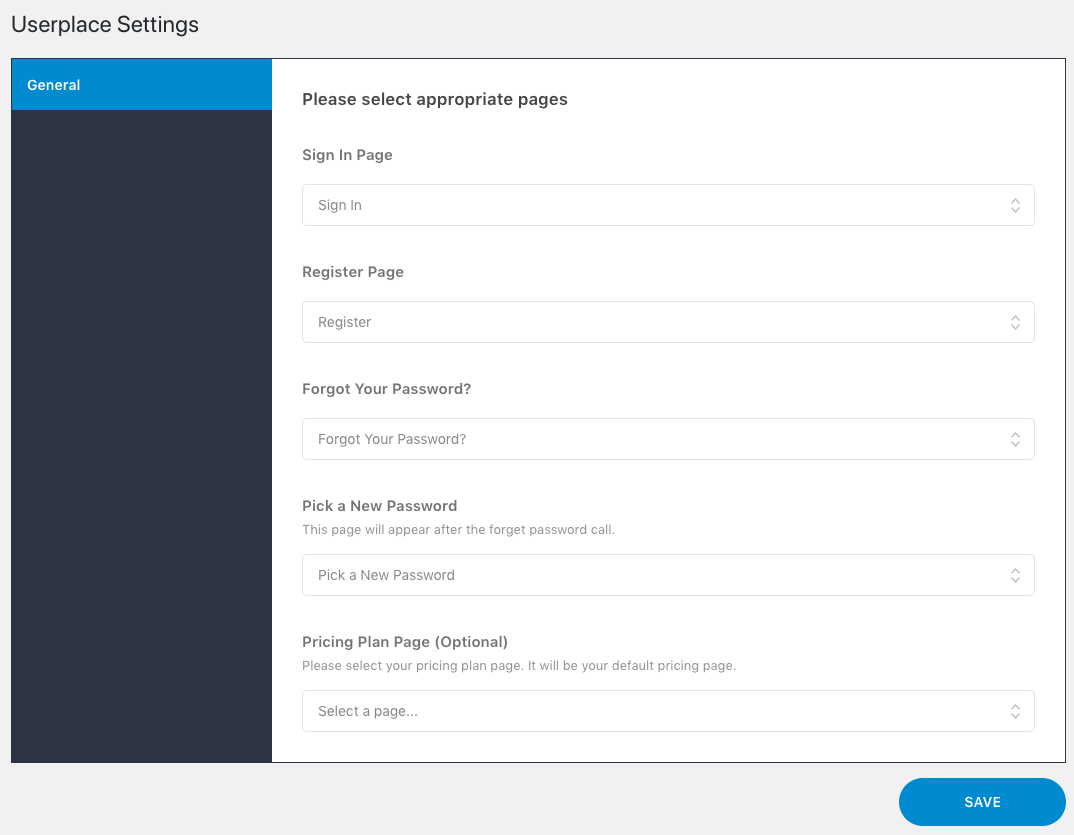 Userplace Settings
General
Please select appropriate pages
Sign In Page
Sign In
Register Page
Register
Forgot Your Password?
Forgot Your Password?
Pick a New Password
This page will appear after the forget password call.
Pick a New Password
Pricing Plan Page (Optional)
Please select your pricing plan page. It will be your default pricing page.
Select a page...
SAVE